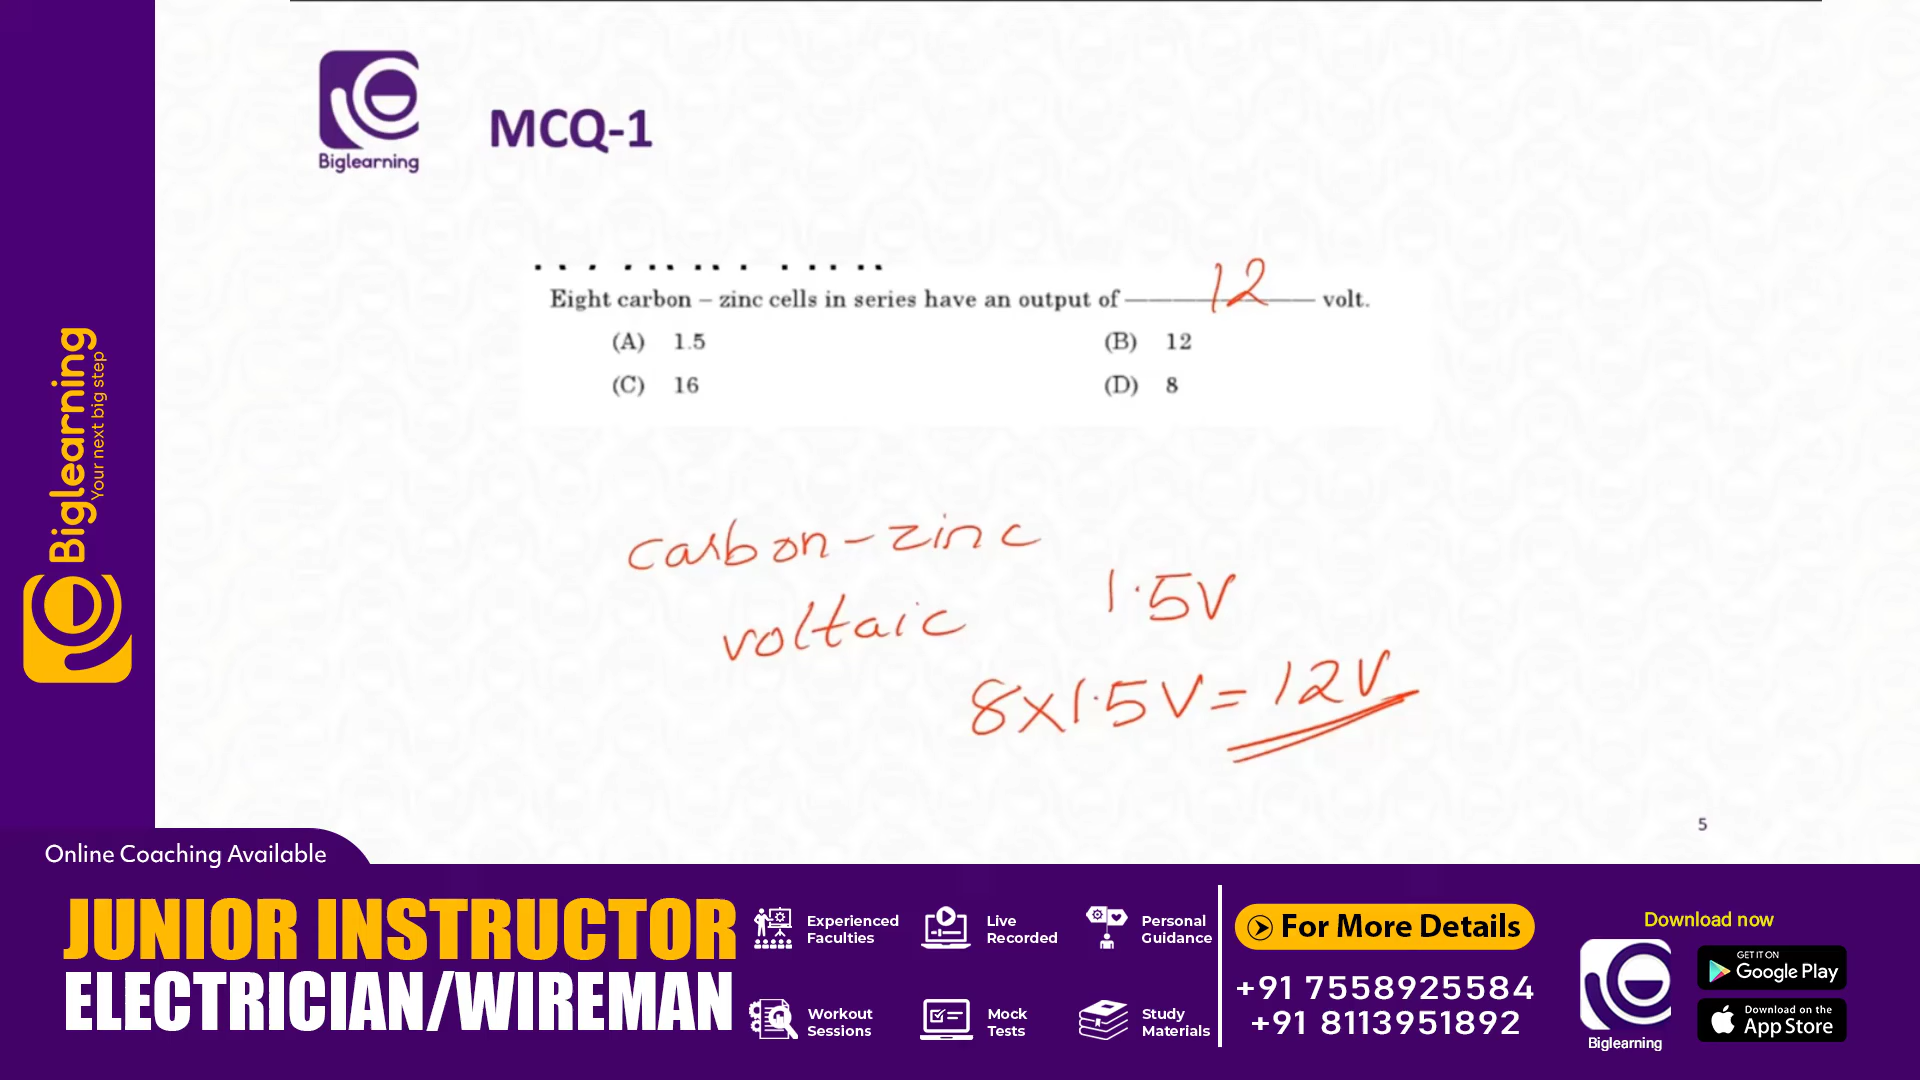 Biglearning
MCQ-1
Eight carbon – zinc cells in series have an output of ———12——— volt.
(A) 1.5
(B) 12
(C) 16
(D) 8
carbon-zinc
voltaic
1.5V
8x1.5V=12V
5
Biglearning
Your next big step
Online Coaching Available
JUNIOR INSTRUCTOR
ELECTRICIAN/WIREMAN
Experienced
Faculties
Live
Recorded
Personal
Guidance
Workout
Sessions
Mock
Tests
Study
Materials
For More Details
+91 7558925584
+91 8113951892
Download now
Biglearning
GET IT ON
Google Play
Download on the
App Store